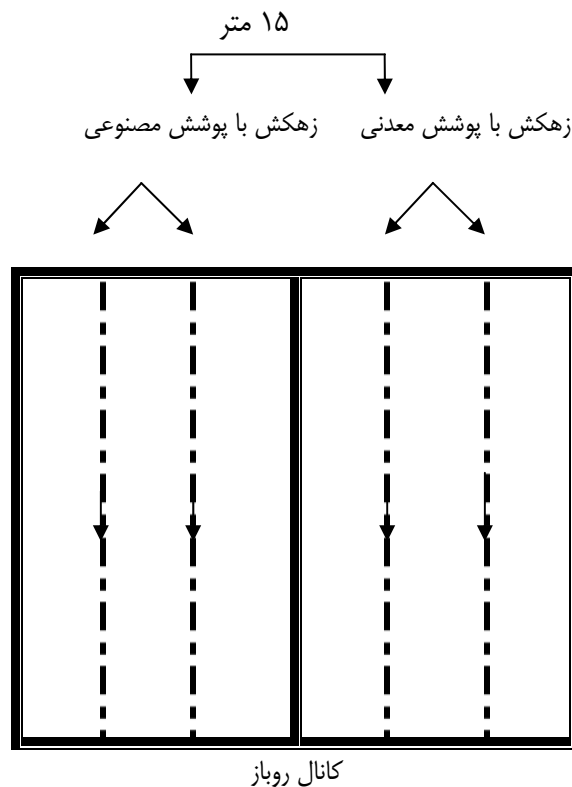 ۱۵ متر
زهکش با پوشش معدنی
زهکش با پوشش مصنوعی
کانال روباز